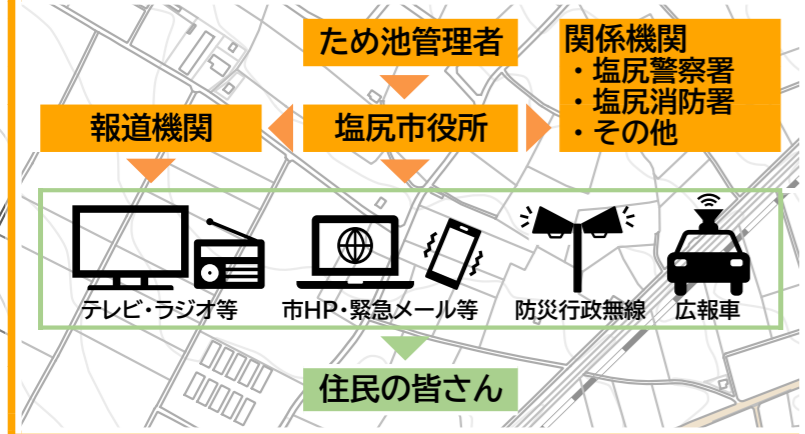 ため池管理者
関係機関
・塩尻警察署
・塩尻消防署
・その他
報道機関
塩尻市役所
テレビ・ラジオ等
市HP・緊急メール等
防災行政無線
広報車
住民の皆さん